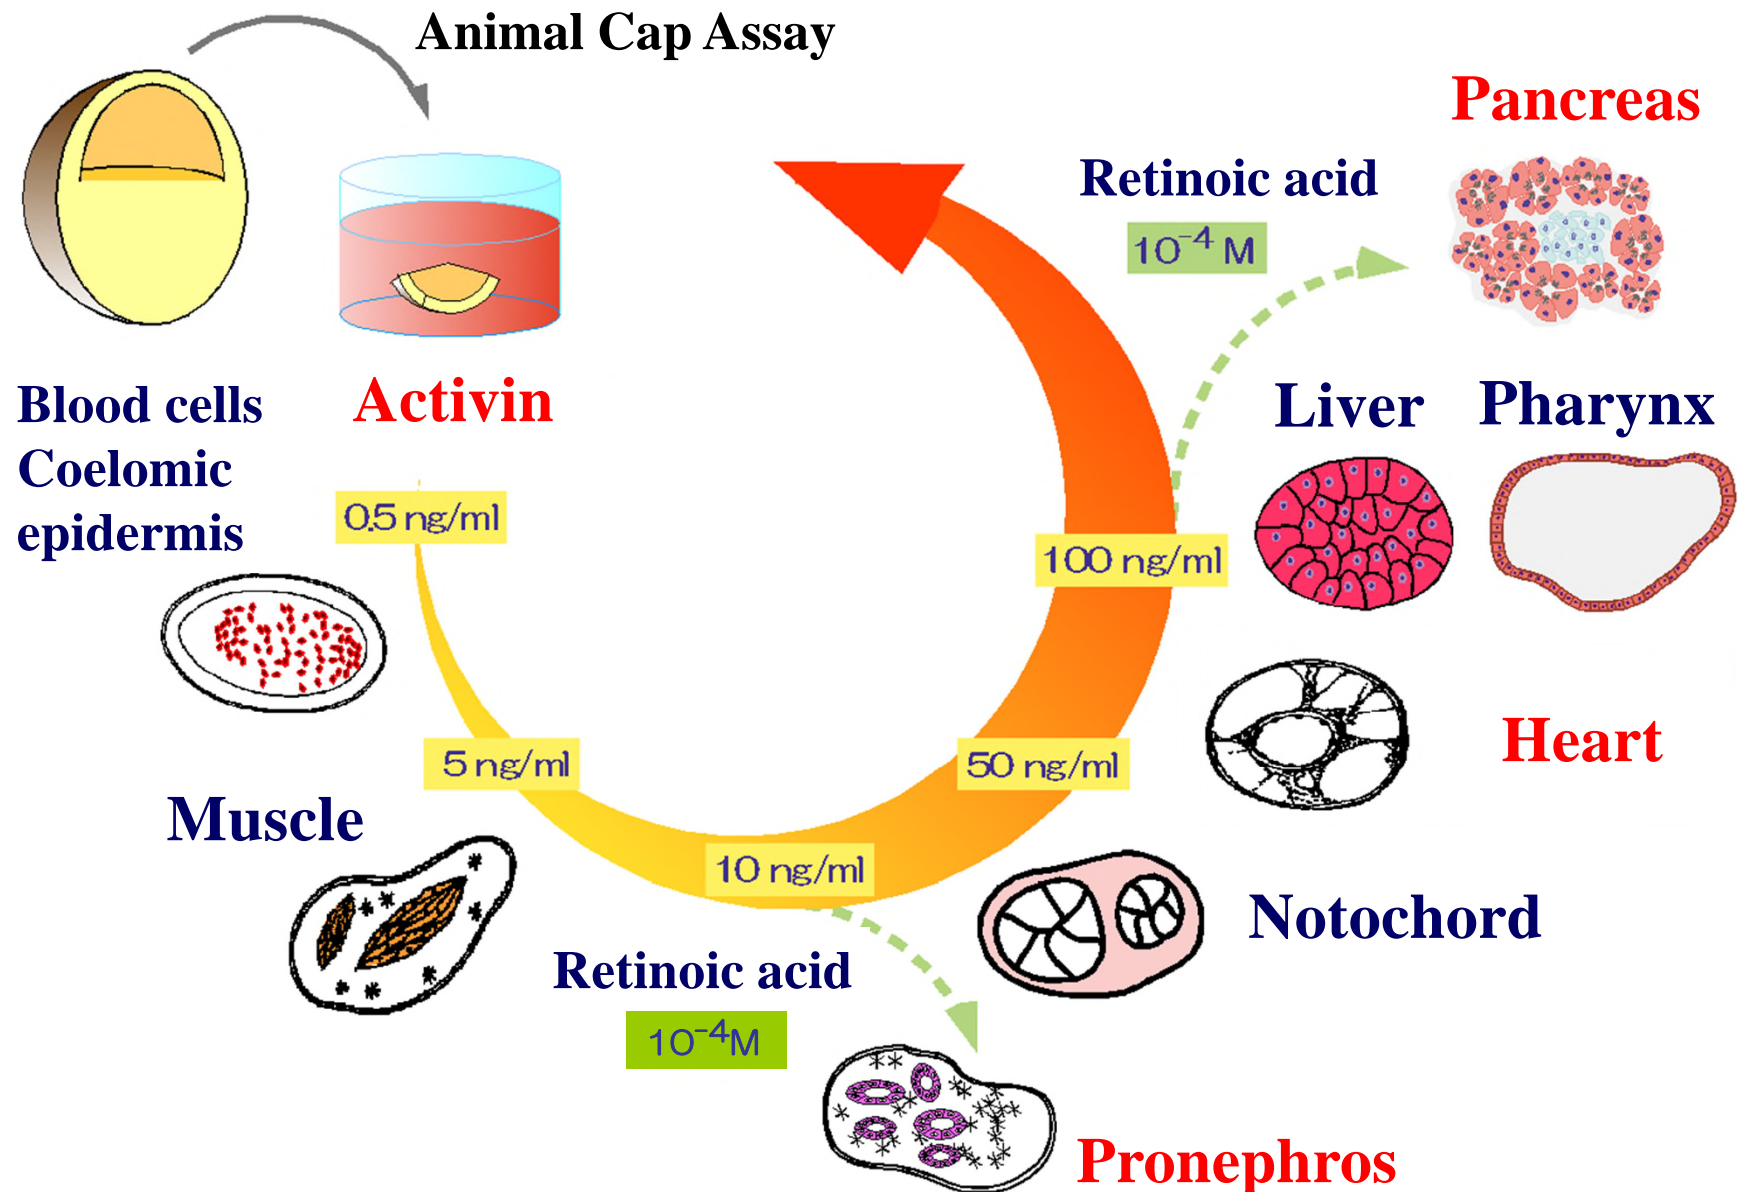 Animal Cap Assay
Pancreas
Retinoic acid
10⁻⁴ M
Blood cells
Coelomic
epidermis
Activin
Liver
Pharynx
0.5 ng/ml
100 ng/ml
Heart
5 ng/ml
50 ng/ml
Muscle
10 ng/ml
Notochord
Retinoic acid
10⁻⁴M
Pronephros